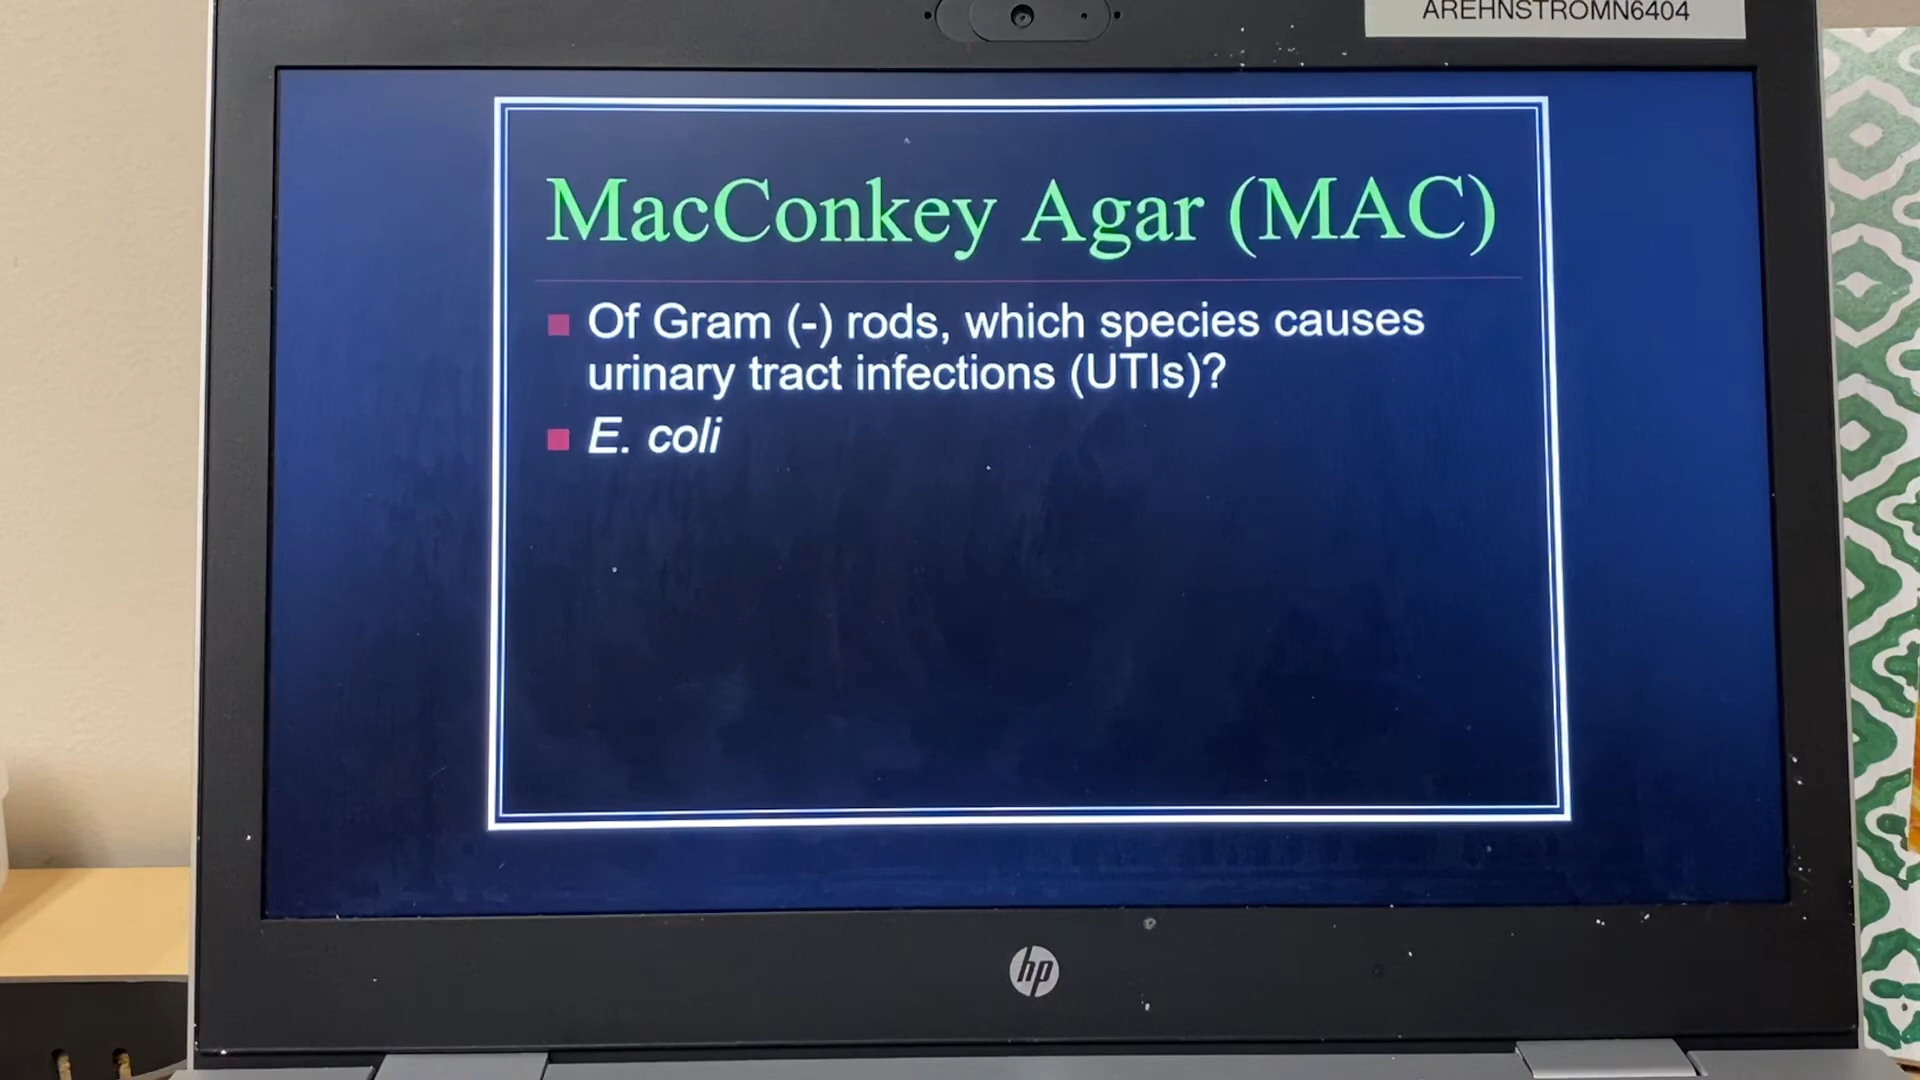 AREHNSTROMN6404
MacConkey Agar (MAC)
Of Gram (-) rods, which species causes
urinary tract infections (UTIs)?
E. coli
hp